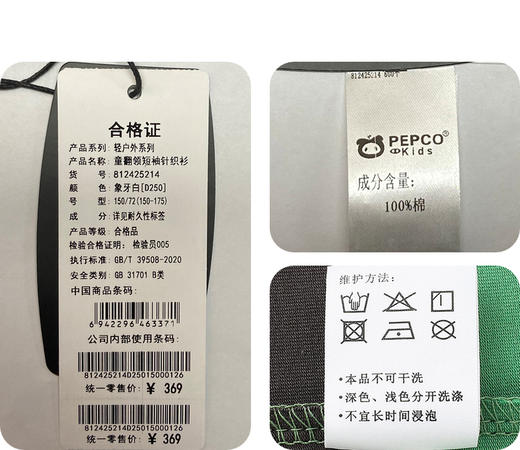 合格证
产品系列: 轻户外系列
产品名称: 童翻领短袖针织衫
货 号: 812425214
颜 色: 象牙白[D250]
号 型: 150/72(150-175)
成 分: 详见耐久性标签
产品等级: 合格品
检验合格证明: 检验员005
执行标准: GB/T 39508-2020
安全类别: GB 31701 B类
中国商品条码:
6 942296 463371
公司内部使用条码:
812425214D25015000126
统一零售价: ¥ 369
812425214D25015000126
统一零售价: ¥ 369
812425214 600个
PEPCO®
Kids
成分含量:
100%棉
维护方法:
·本品不可干洗
·深色、浅色分开洗涤
·不宜长时间浸泡